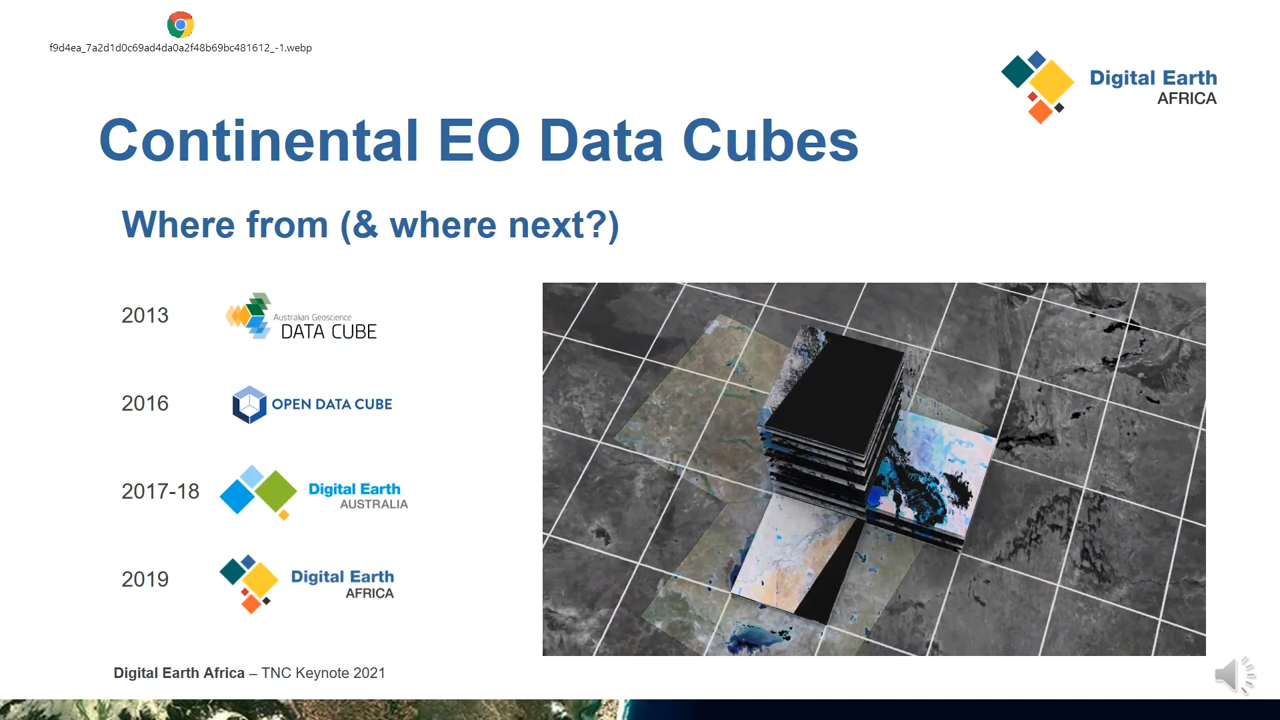 f9d4ea_7a2d1d0c69ad4da0a2f48b69bc481612_-1.webp
Digital Earth
AFRICA
Continental EO Data Cubes
Where from (& where next?)
2013
Australian Geoscience
DATA CUBE
2016
OPEN DATA CUBE
2017-18
Digital Earth
AUSTRALIA
2019
Digital Earth
AFRICA
Digital Earth Africa – TNC Keynote 2021